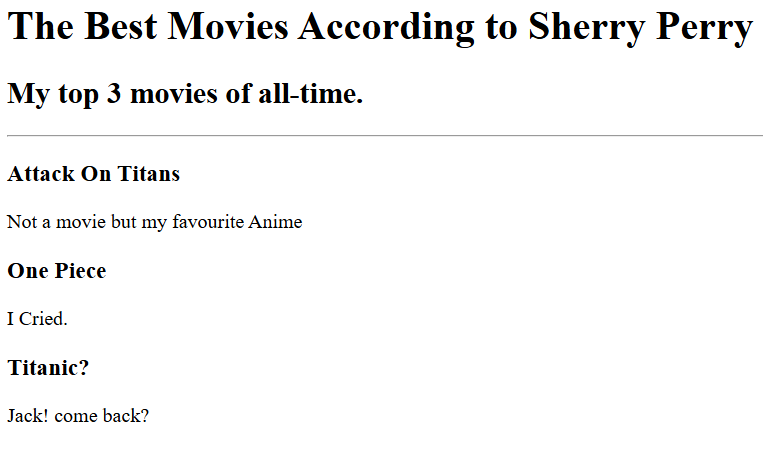 The Best Movies According to Sherry Perry
My top 3 movies of all-time.
Attack On Titans
Not a movie but my favourite Anime
One Piece
I Cried.
Titanic?
Jack! come back?